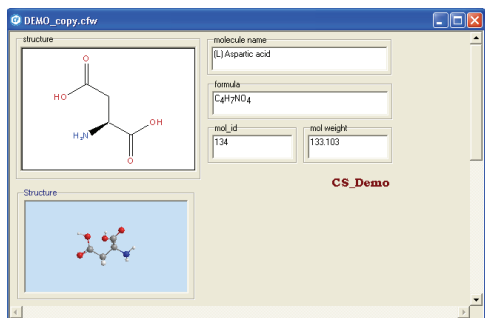 DEMO_copy.cfw
structure
O
HO
OH
H₂N
O
molecule name
(L) Aspartic acid
formula
C4H7NO4
mol_id
134
mol weight
133.103
CS_Demo
Structure